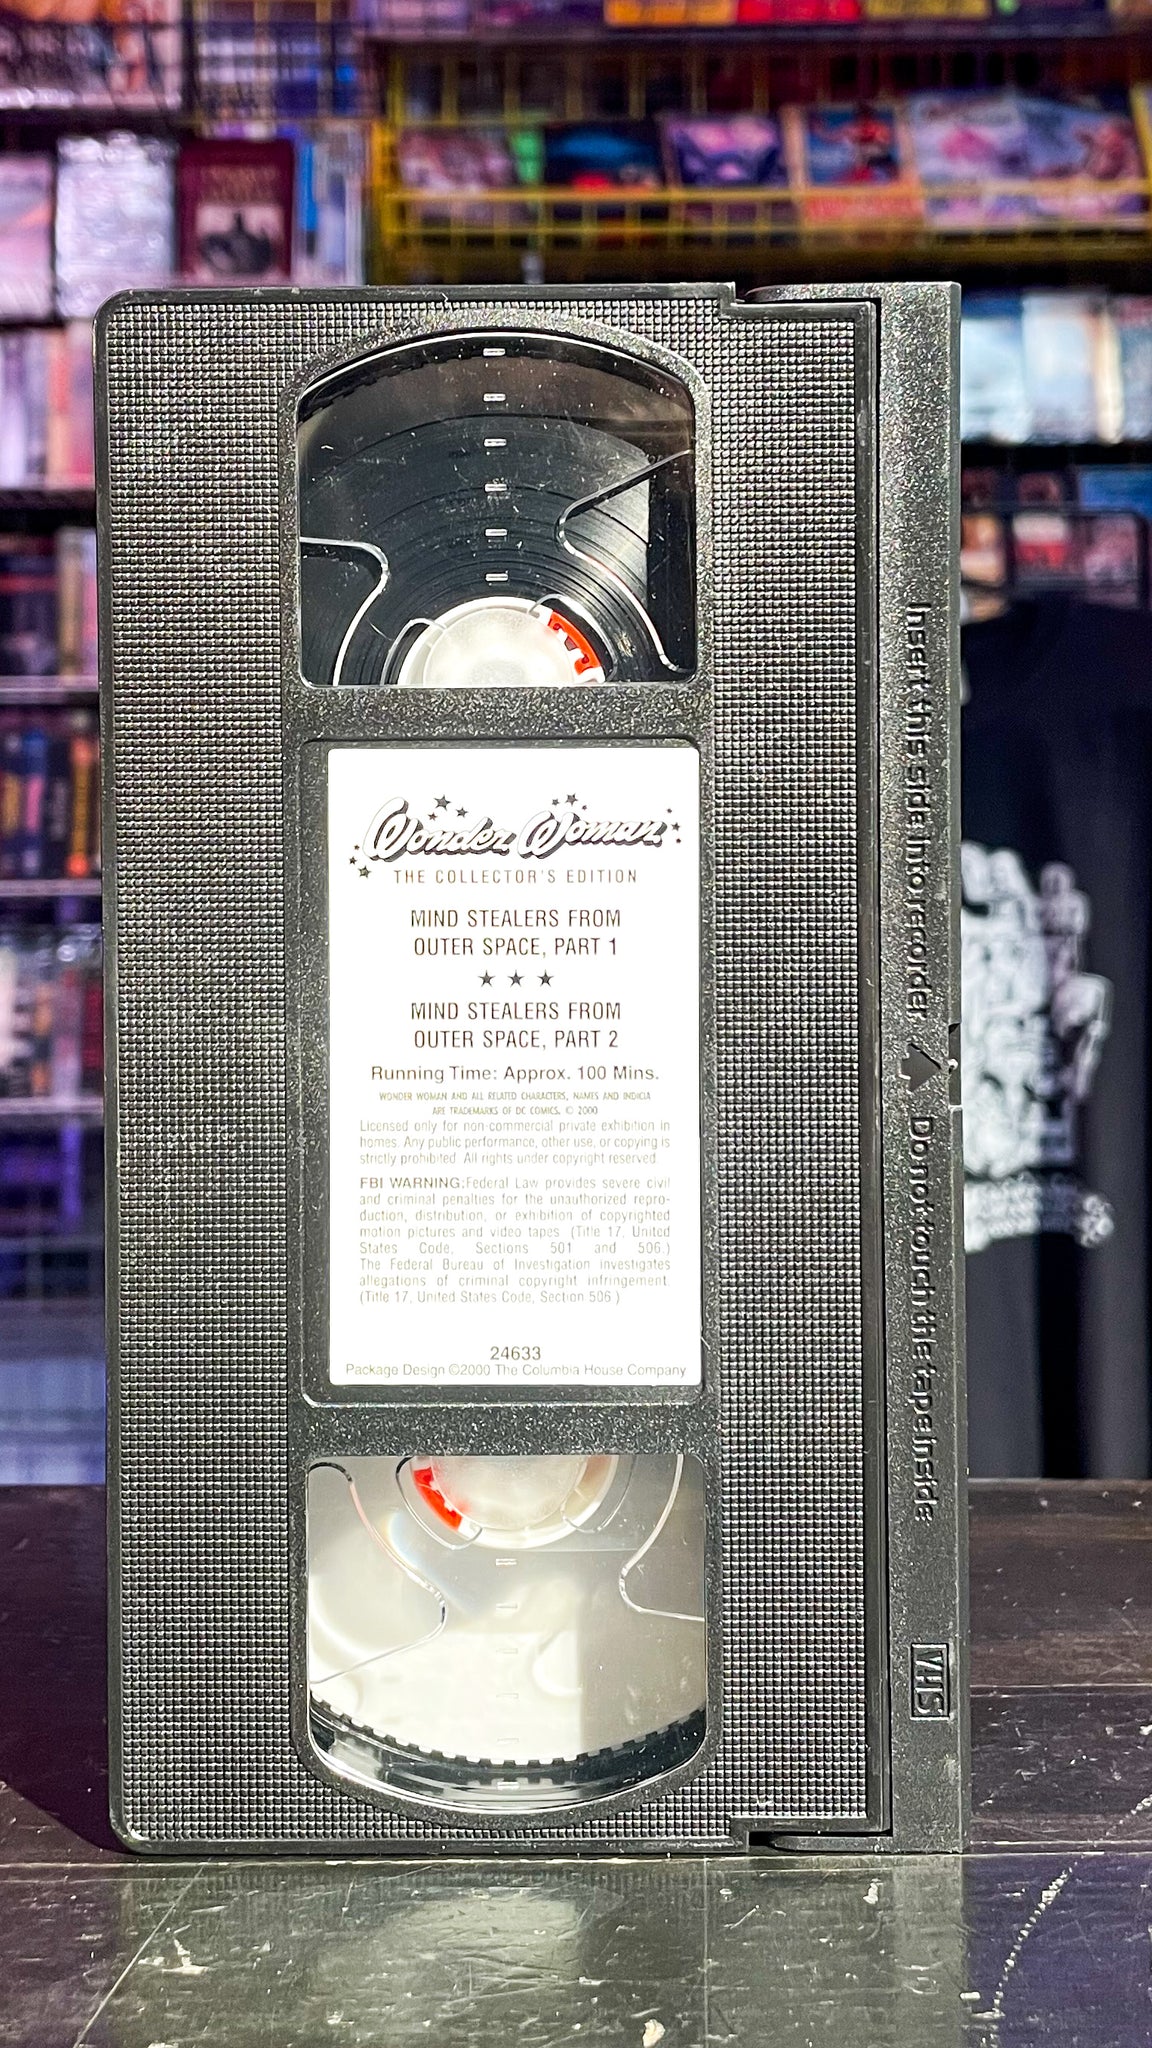 Wonder Woman
THE COLLECTOR'S EDITION
MIND STEALERS FROM
OUTER SPACE, PART 1
★ ★ ★
MIND STEALERS FROM
OUTER SPACE, PART 2
Running Time: Approx. 100 Mins.
WONDER WOMAN AND ALL RELATED CHARACTERS, NAMES AND INDICIA
ARE TRADEMARKS OF DC COMICS. © 2000
Licensed only for non-commercial private exhibition in
homes. Any public performance, other use, or copying is
strictly prohibited. All rights under copyright reserved.
FBI WARNING:Federal Law provides severe civil
and criminal penalties for the unauthorized repro-
duction, distribution, or exhibition of copyrighted
motion pictures and video tapes. (Title 17, United
States Code, Sections 501 and 506.)
The Federal Bureau of Investigation investigates
allegations of criminal copyright infringement.
(Title 17, United States Code, Section 506.)
24633
Package Design ©2000 The Columbia House Company
Insert this side into recorder
Do not touch the tape inside
VHS